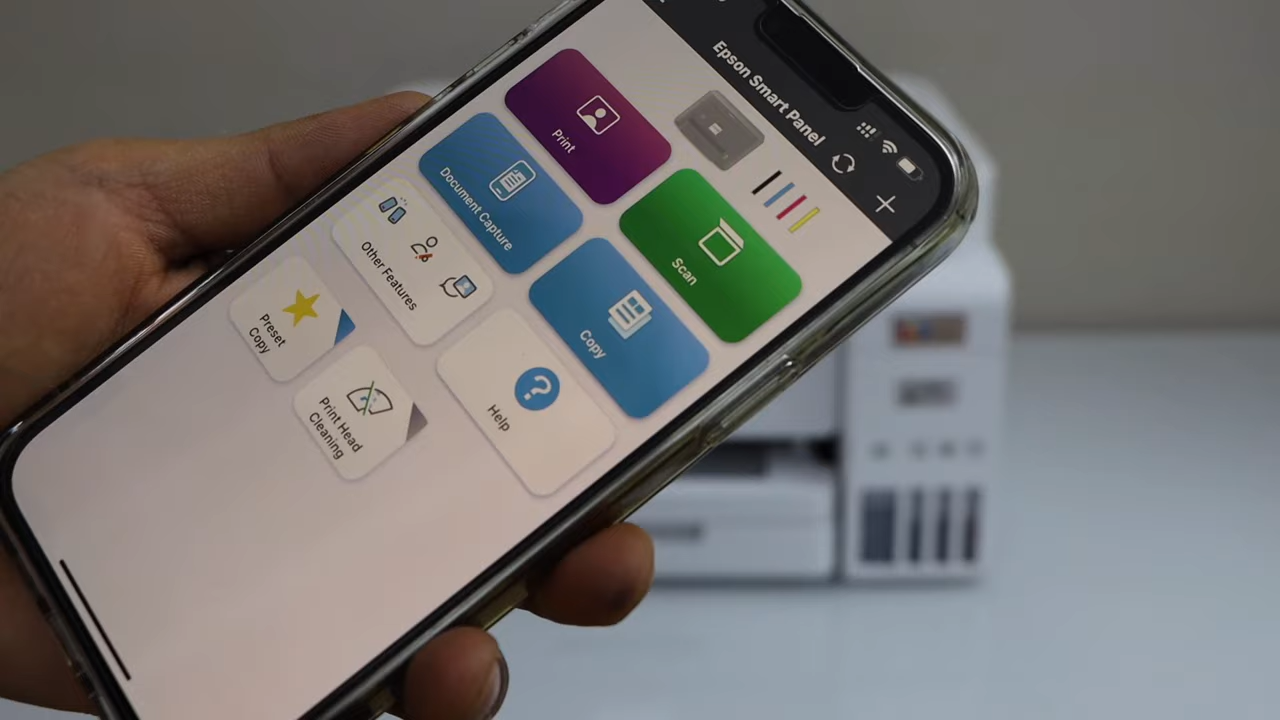 Epson Smart Panel
Print
Scan
Document Capture
Copy
Other Features
?
Help
Preset
Copy
Print Head
Cleaning